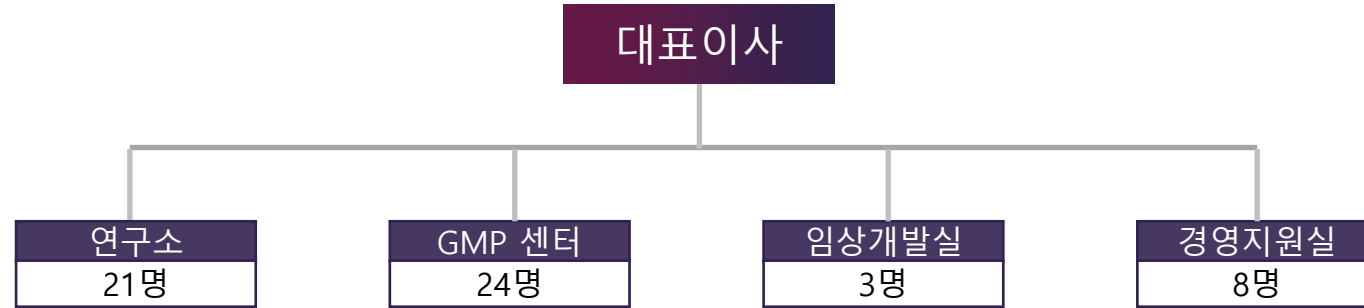 대표이사
연구소
21명
GMP 센터
24명
임상개발실
3명
경영지원실
8명